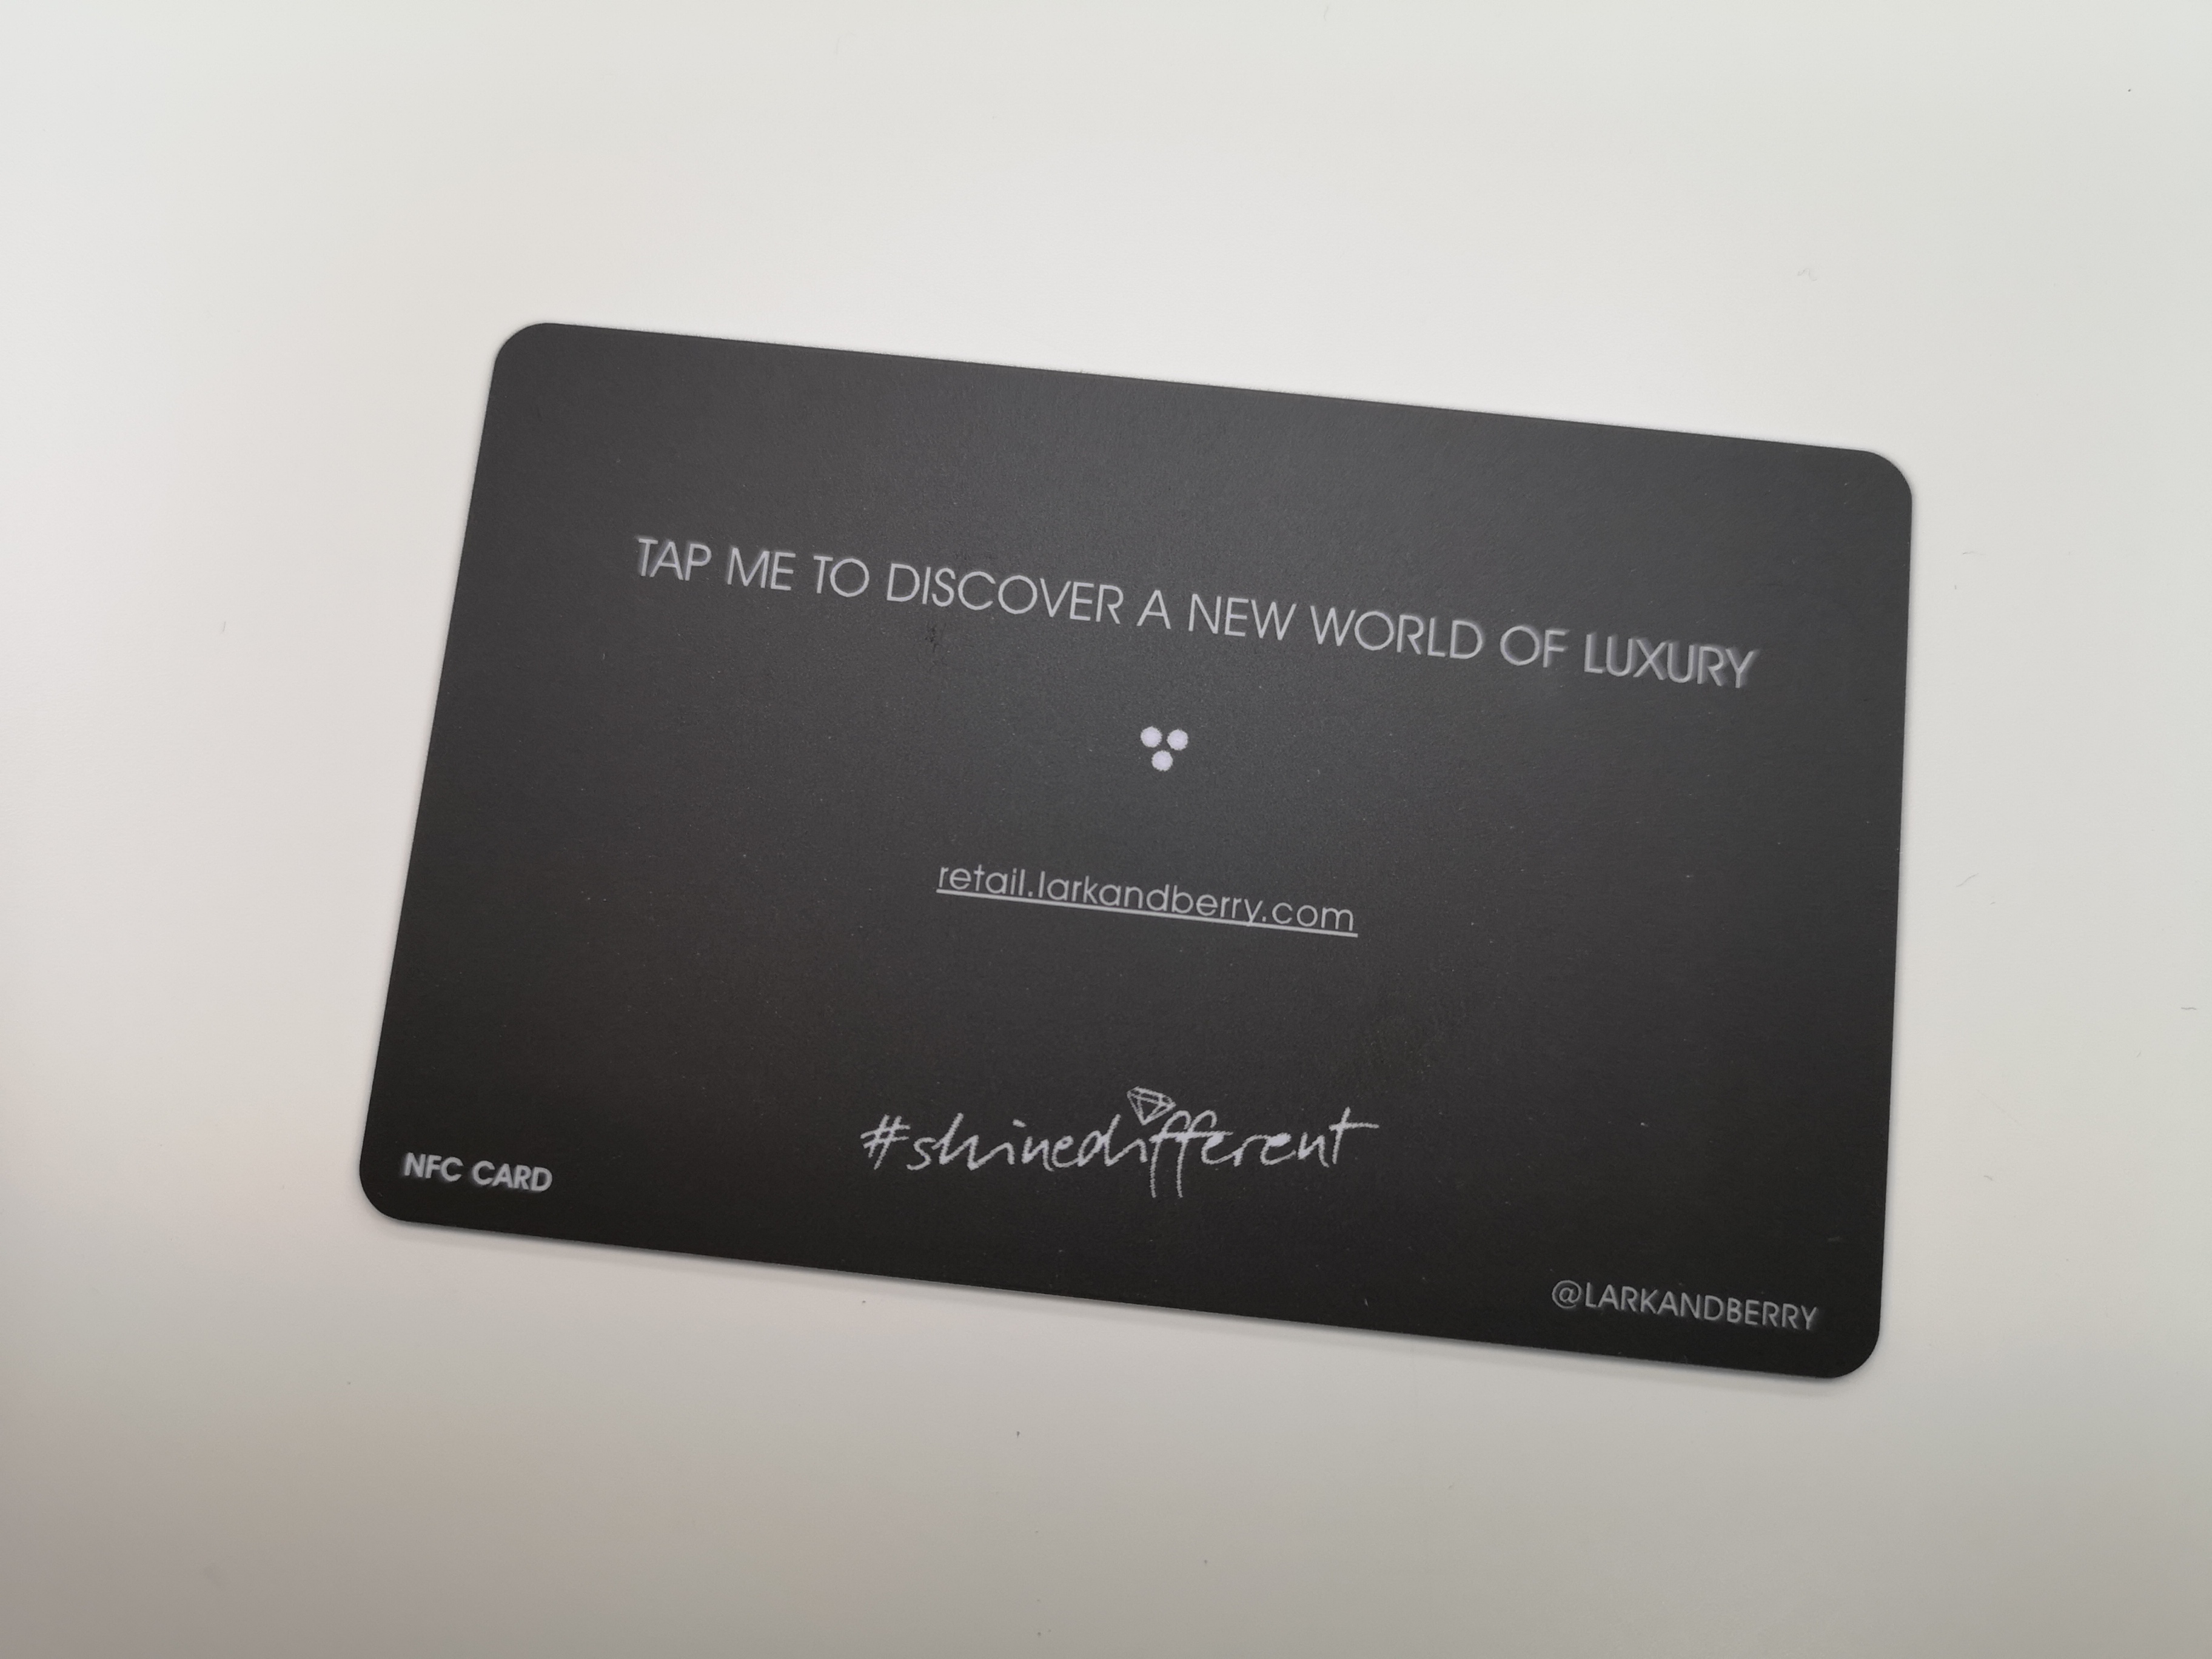 TAP ME TO DISCOVER A NEW WORLD OF LUXURY
retail.larkandberry.com
#shinedifferent
NFC CARD
@LARKANDBERRY